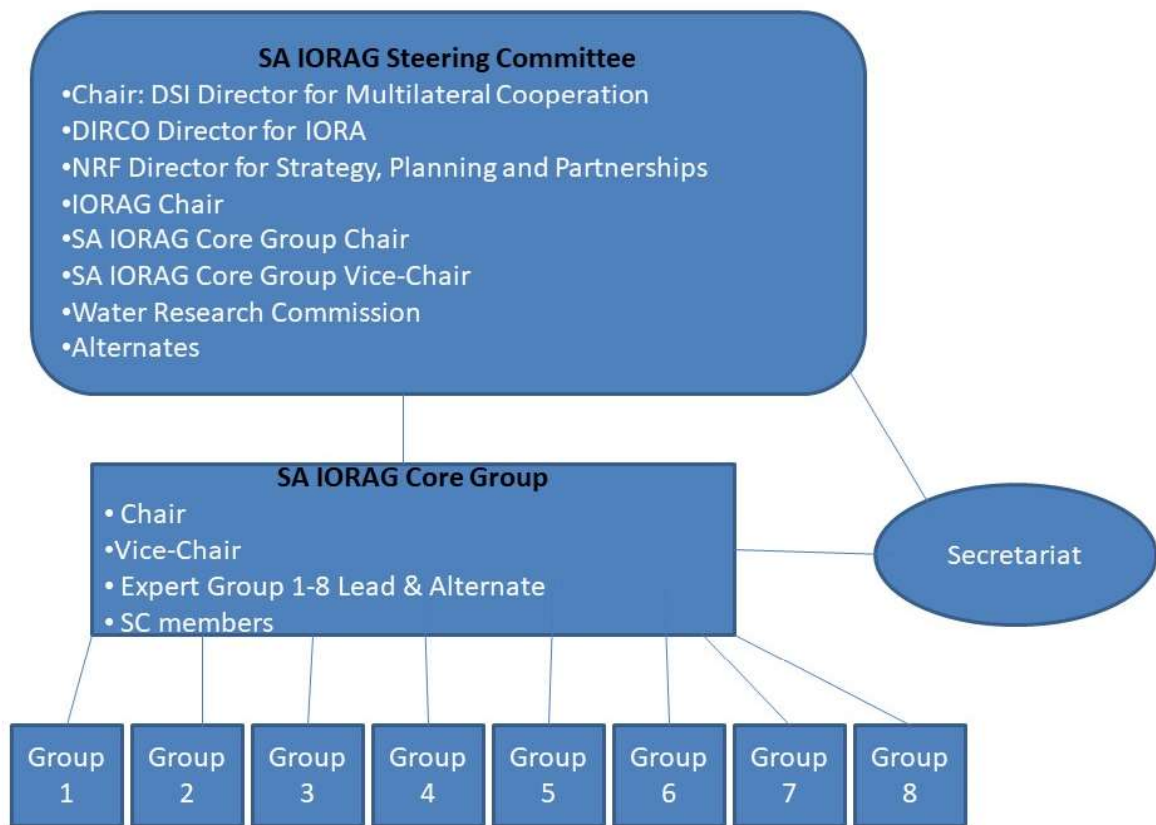 SA IORAG Steering Committee
•Chair: DSI Director for Multilateral Cooperation
•DIRCO Director for IORA
•NRF Director for Strategy, Planning and Partnerships
•IORAG Chair
•SA IORAG Core Group Chair
•SA IORAG Core Group Vice-Chair
•Water Research Commission
•Alternates
SA IORAG Core Group
• Chair
•Vice-Chair
• Expert Group 1-8 Lead & Alternate
• SC members
Secretariat
Group
1
Group
2
Group
3
Group
4
Group
5
Group
6
Group
7
Group
8